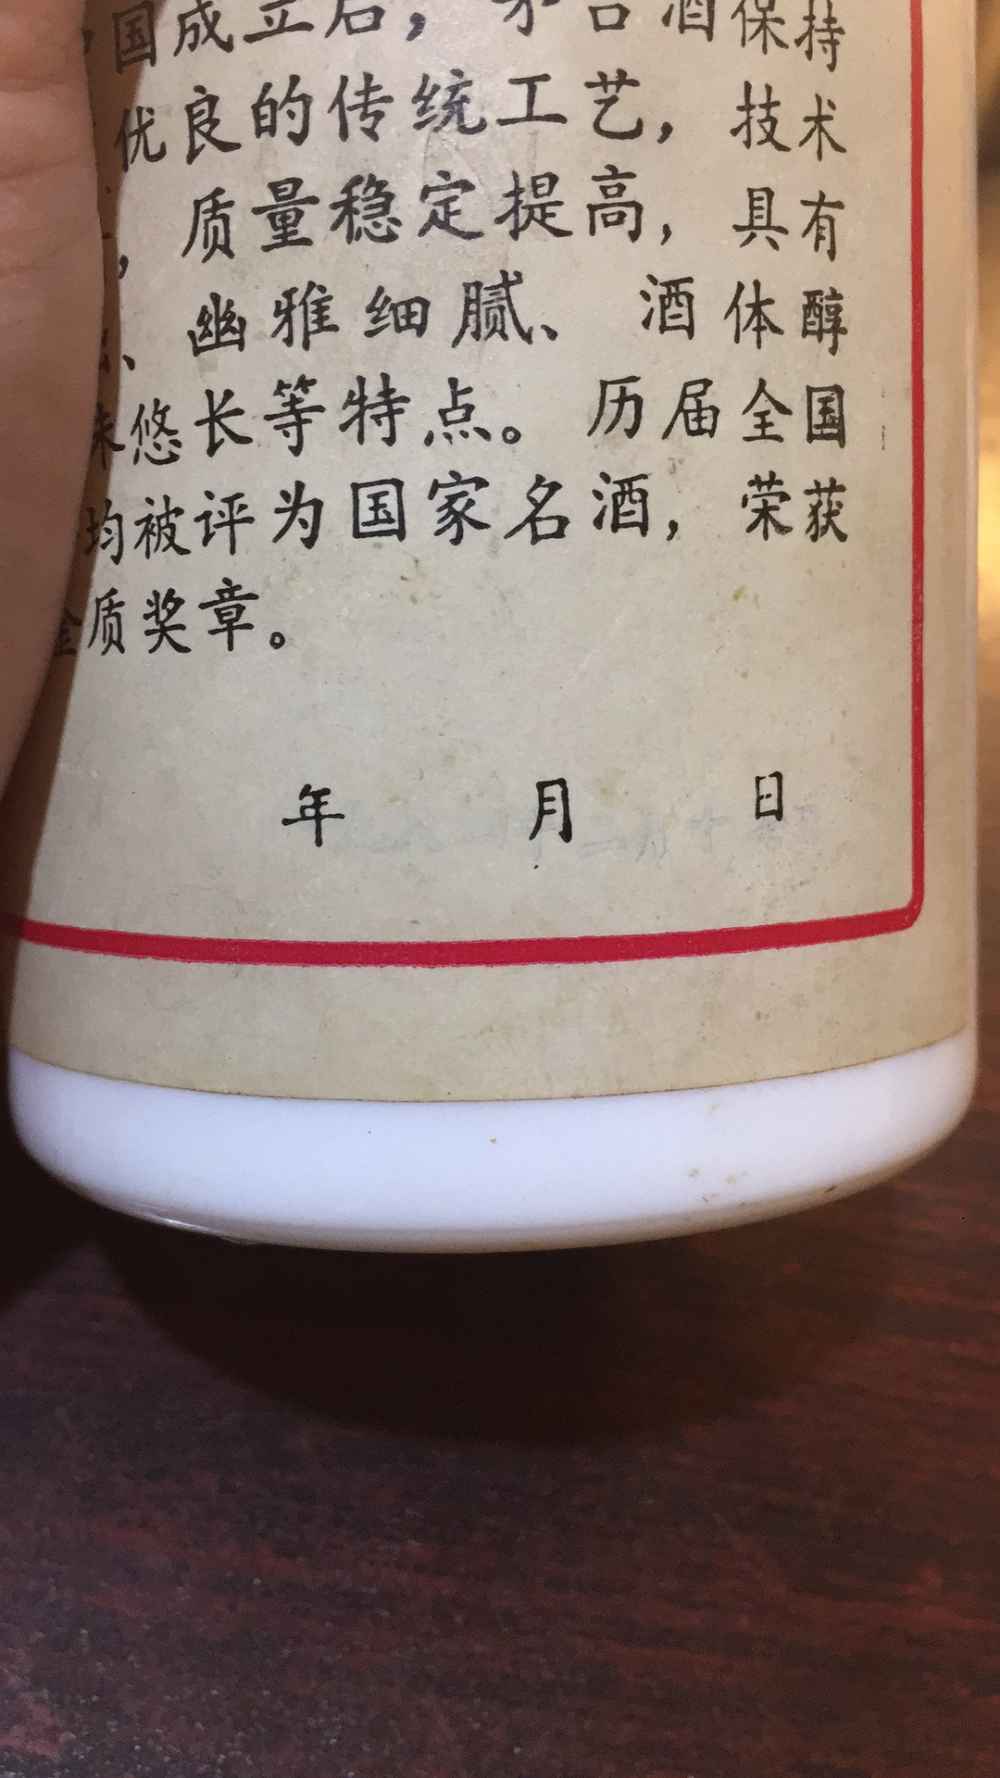 国成立后，茅台酒保持
优良的传统工艺，技术
，质量稳定提高，具有
、幽雅细腻、酒体醇
味悠长等特点。历届全国
均被评为国家名酒，荣获
金质奖章。
年 月 日